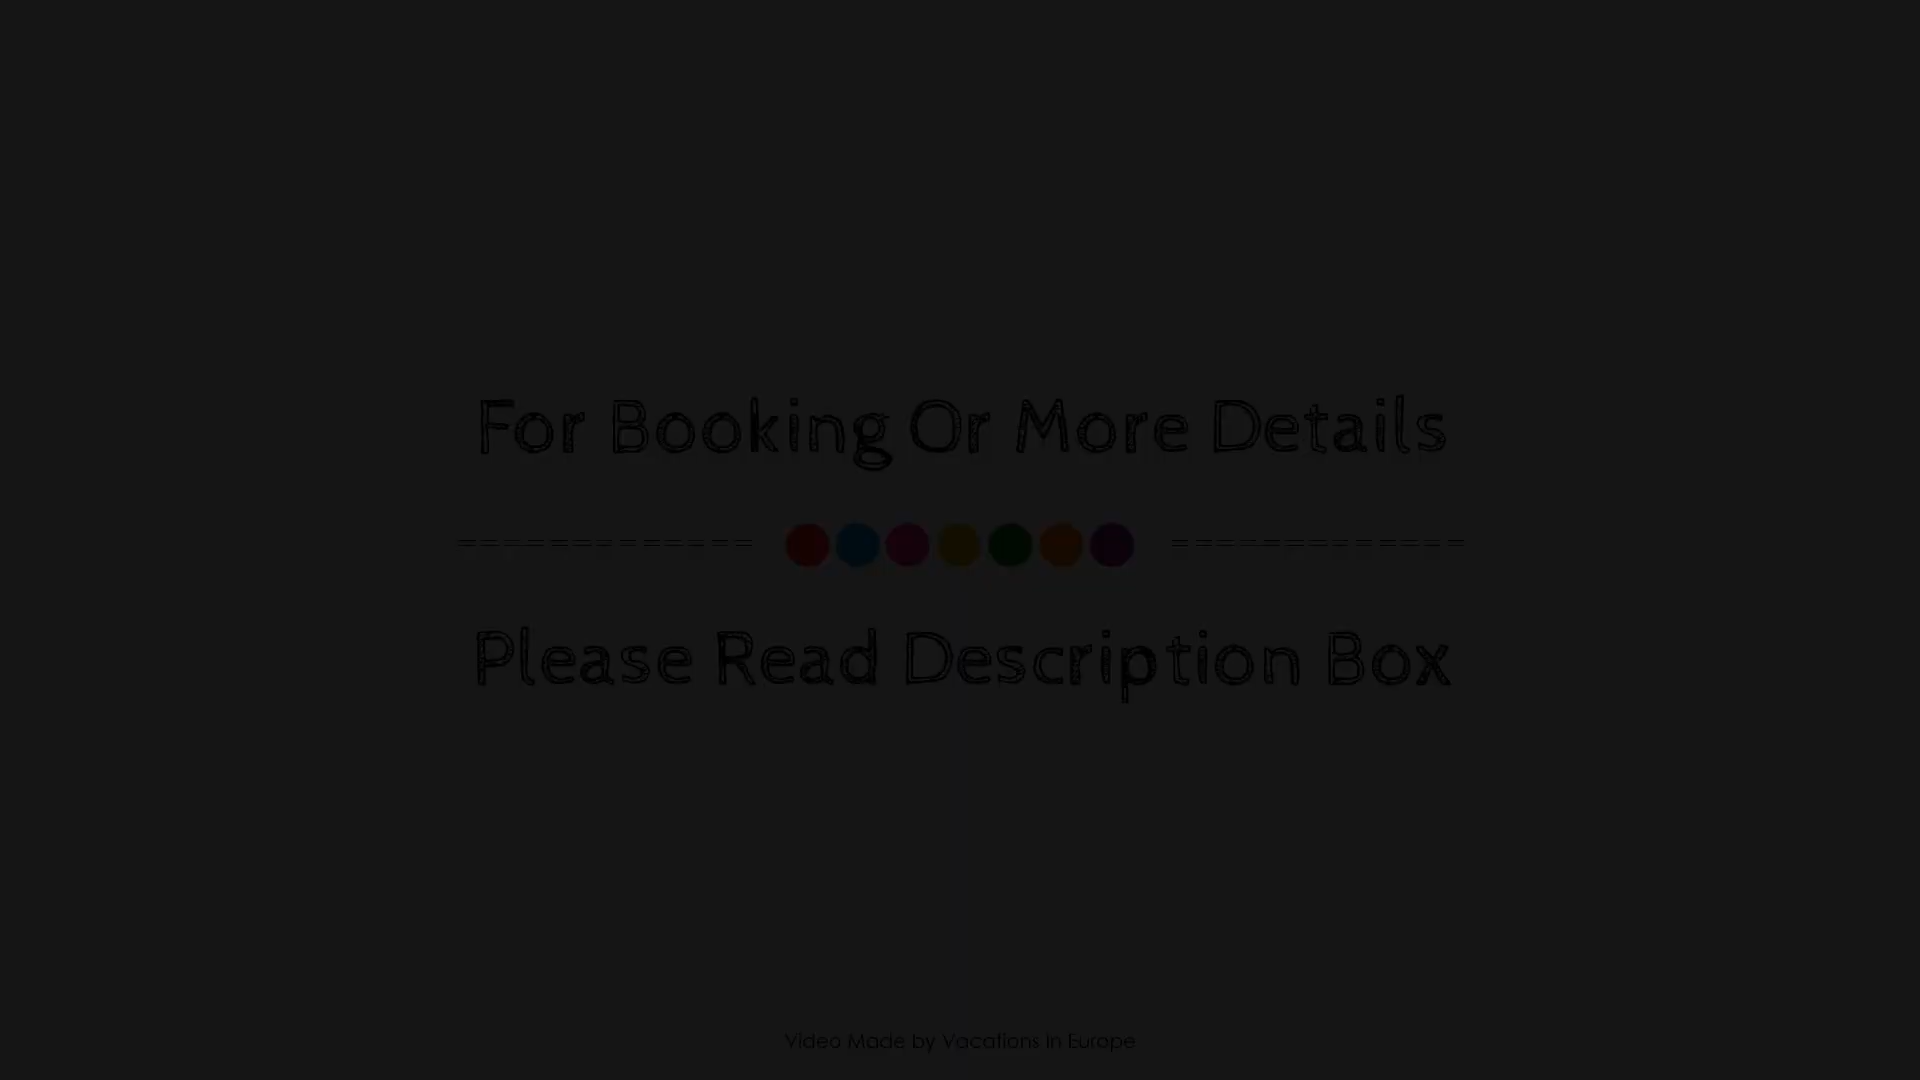 For Booking Or More Details
============= =============
Please Read Description Box
Video Made by Vacations in Europe